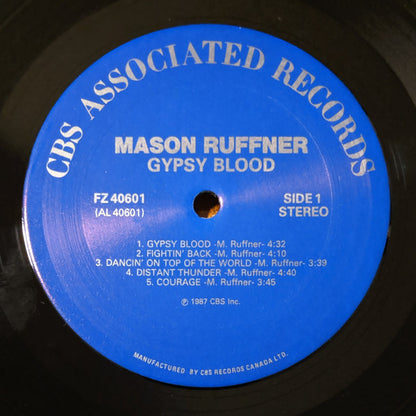 CBS ASSOCIATED RECORDS
MASON RUFFNER
GYPSY BLOOD
FZ 40601
(AL 40601)
SIDE 1
STEREO
1. GYPSY BLOOD -M. Ruffner- 4:32
2. FIGHTIN' BACK -M. Ruffner- 4:10
3. DANCIN' ON TOP OF THE WORLD -M. Ruffner- 3:39
4. DISTANT THUNDER -M. Ruffner- 4:40
5. COURAGE -M. Ruffner- 3:45
℗ 1987 CBS Inc.
MANUFACTURED BY CBS RECORDS CANADA LTD.